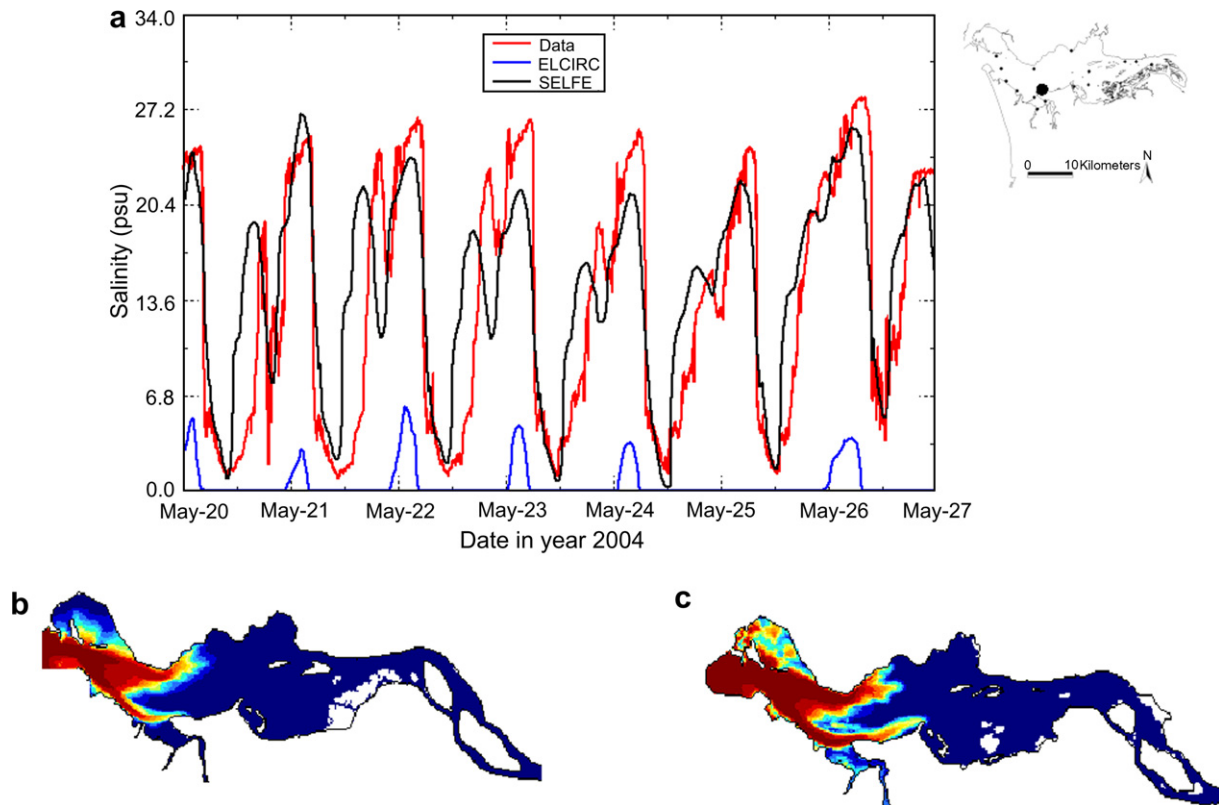 a
34.0
27.2
20.4
13.6
6.8
0.0
Salinity (psu)
Data
ELCIRC
SELFE
May-20 May-21 May-22 May-23 May-24 May-25 May-26 May-27
Date in year 2004
0 10 Kilometers
N
b
c